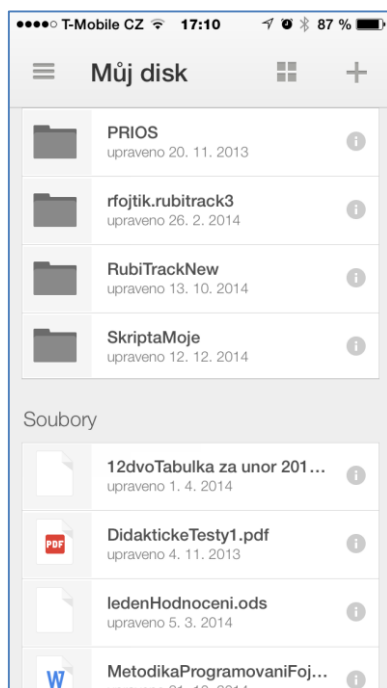 T-Mobile CZ 17:10 87 %
Můj disk
PRIOS
upraveno 20. 11. 2013
rfojtik.rubitrack3
upraveno 26. 2. 2014
RubiTrackNew
upraveno 13. 10. 2014
SkriptaMoje
upraveno 12. 12. 2014
Soubory
12dvoTabulka za unor 201...
upraveno 1. 4. 2014
PDF
DidaktickeTesty1.pdf
upraveno 4. 11. 2013
ledenHodnoceni.ods
upraveno 5. 3. 2014
W
MetodikaProgramovaniFoj...